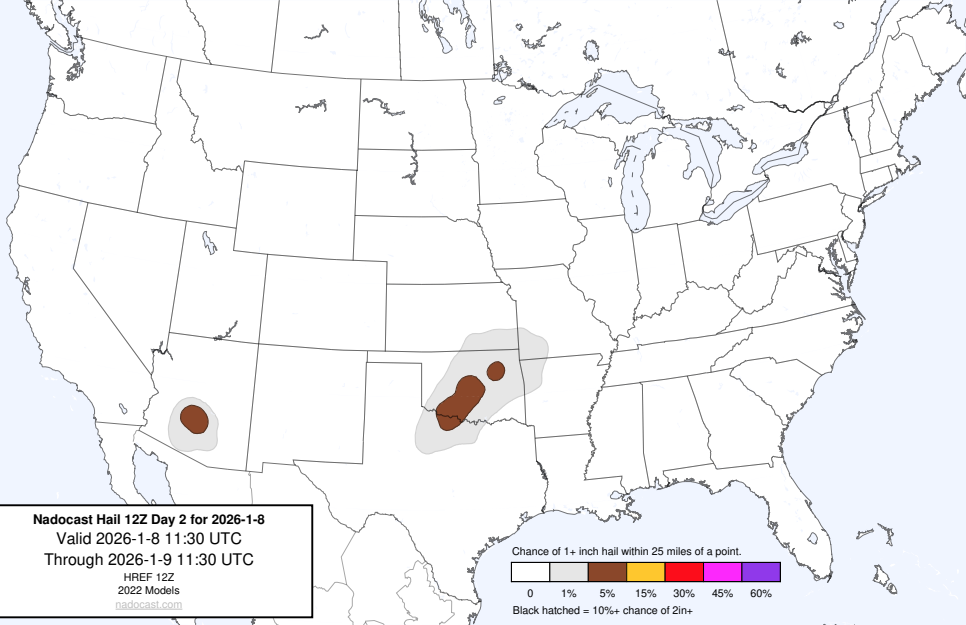 Nadocast Hail 12Z Day 2 for 2026-1-8
Valid 2026-1-8 11:30 UTC
Through 2026-1-9 11:30 UTC
HREF 12Z
2022 Models
nadocast.com
Chance of 1+ inch hail within 25 miles of a point.
0 1% 5% 15% 30% 45% 60%
Black hatched = 10%+ chance of 2in+